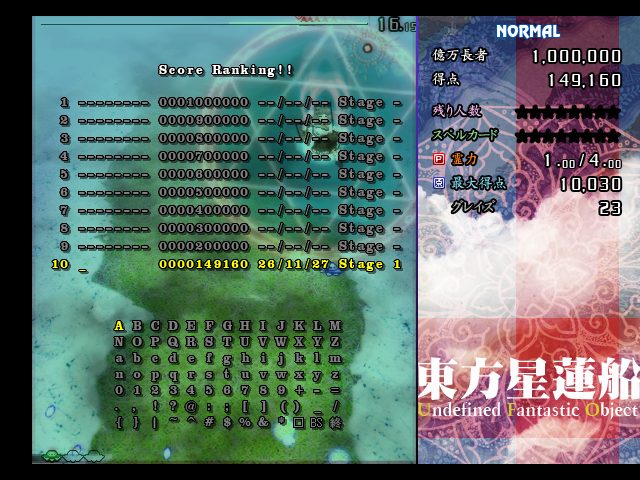 16.15
NORMAL
億万長者 1,000,000
得点 149,160
残り人数 ★★★★★★★★
スペルカード ★★★★★★★★
P 霊力 1.00/4.00
点 最大得点 10,030
グレイズ 23
Score Ranking!!
1 -------- 0001000000 --/--/-- Stage -
2 -------- 0000900000 --/--/-- Stage -
3 -------- 0000800000 --/--/-- Stage -
4 -------- 0000700000 --/--/-- Stage -
5 -------- 0000600000 --/--/-- Stage -
6 -------- 0000500000 --/--/-- Stage -
7 -------- 0000400000 --/--/-- Stage -
8 -------- 0000300000 --/--/-- Stage -
9 -------- 0000200000 --/--/-- Stage -
10 _ 0000149160 26/11/27 Stage 1
A B C D E F G H I J K L M
N O P Q R S T U V W X Y Z
a b c d e f g h i j k l m
n o p q r s t u v w x y z
0 1 2 3 4 5 6 7 8 9 + - =
. , ! ? @ : ; [ ] ( ) _ /
{ } | ~ ^ # $ % & * □ BS 終
東方星蓮船
Undefined Fantastic Object